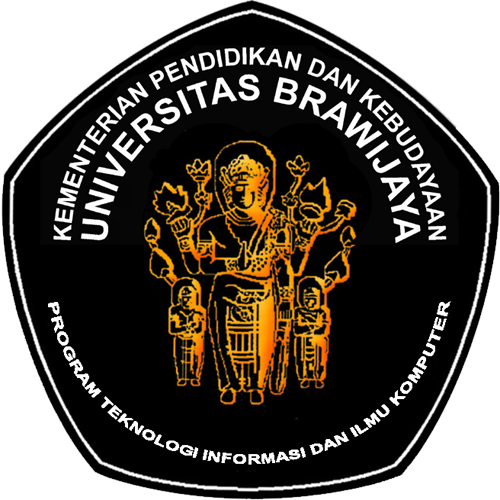 KEMENTERIAN PENDIDIKAN DAN KEBUDAYAAN
UNIVERSITAS BRAWIJAYA
PROGRAM TEKNOLOGI INFORMASI DAN ILMU KOMPUTER